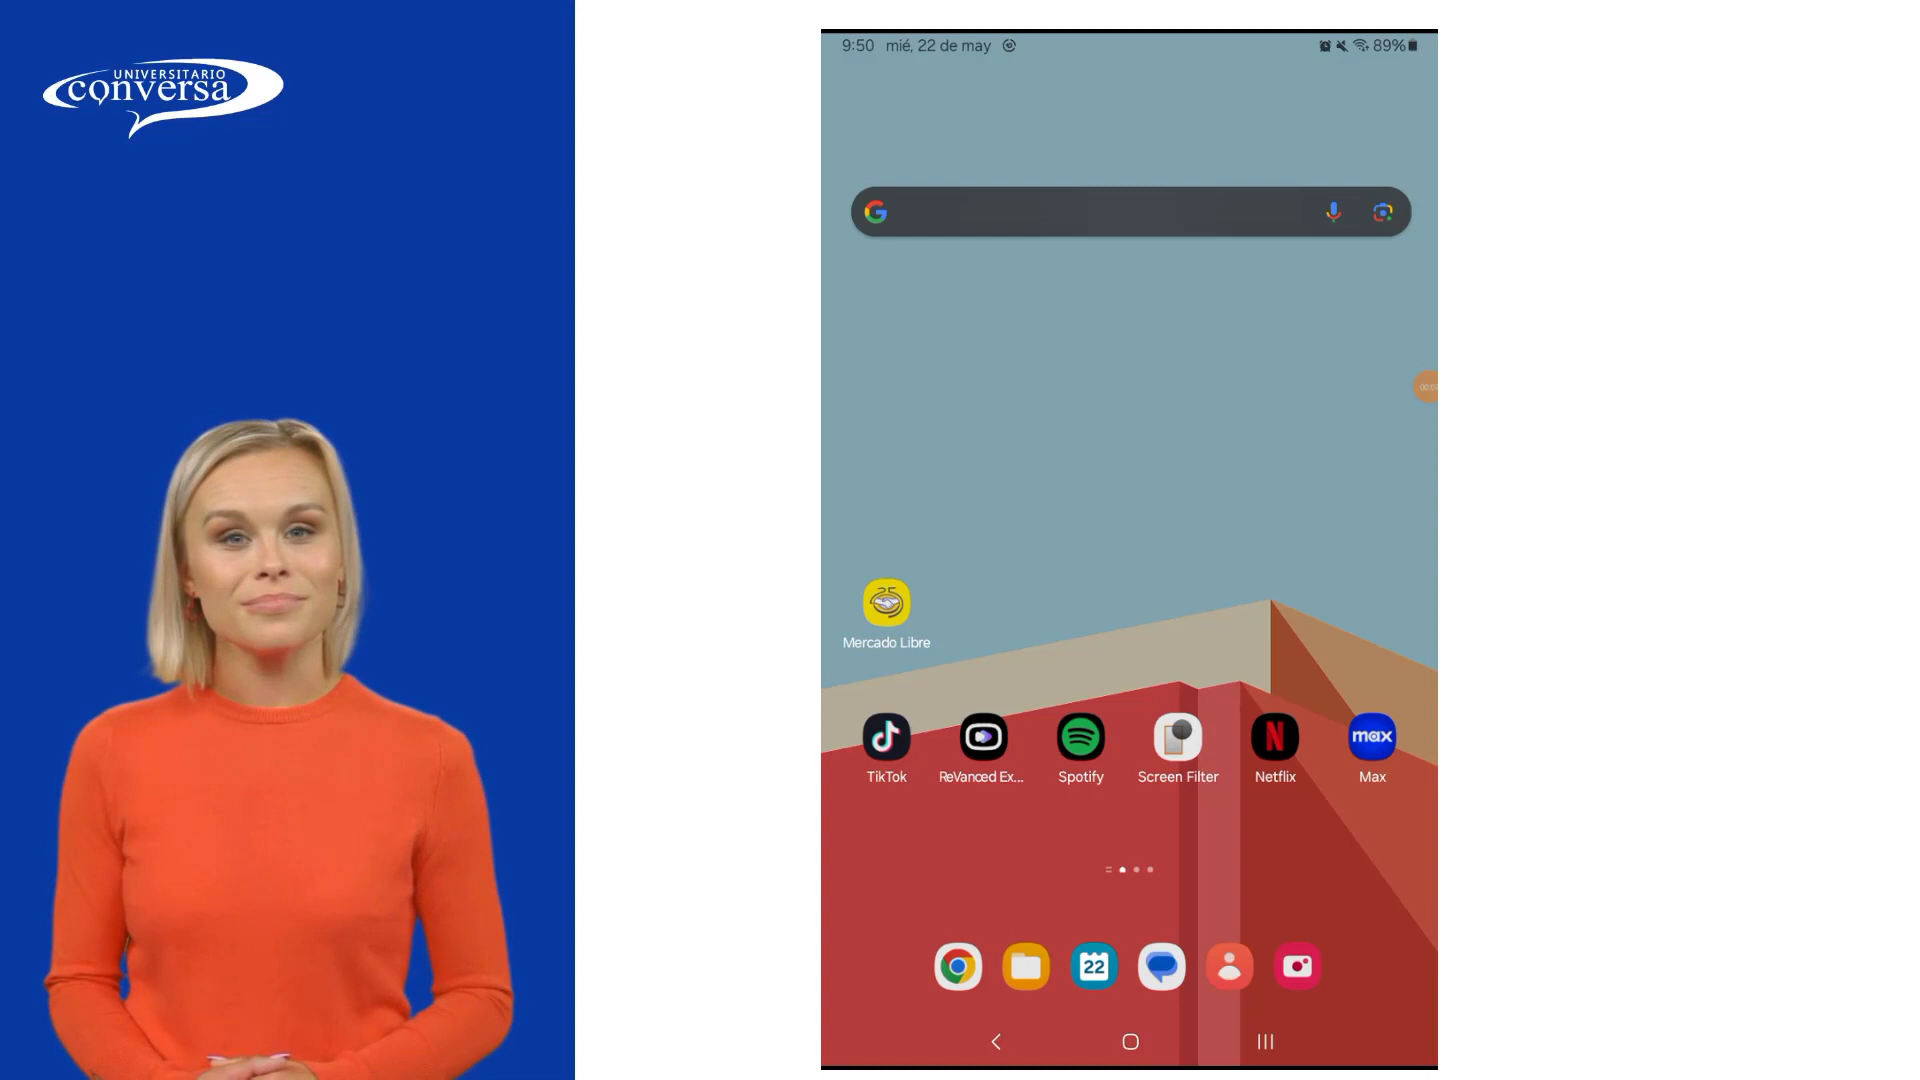 UNIVERSITARIO
conversa
9:50 mié, 22 de may
89%
Mercado Libre
TikTok
ReVanced Ex...
Spotify
Screen Filter
Netflix
max
Max
22